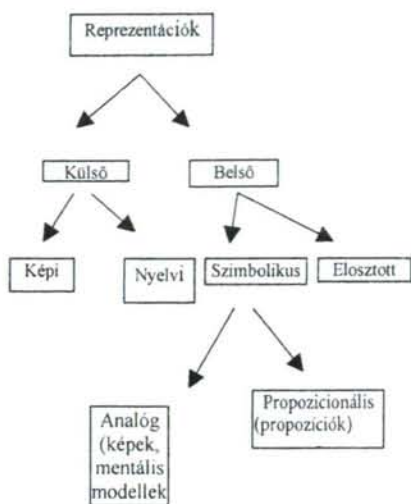 Reprezentációk
Külső
Belső
Képi
Nyelvi
Szimbolikus
Elosztott
Analóg
(képek,
mentális
modellek
Propozicionális
(propozíciók)